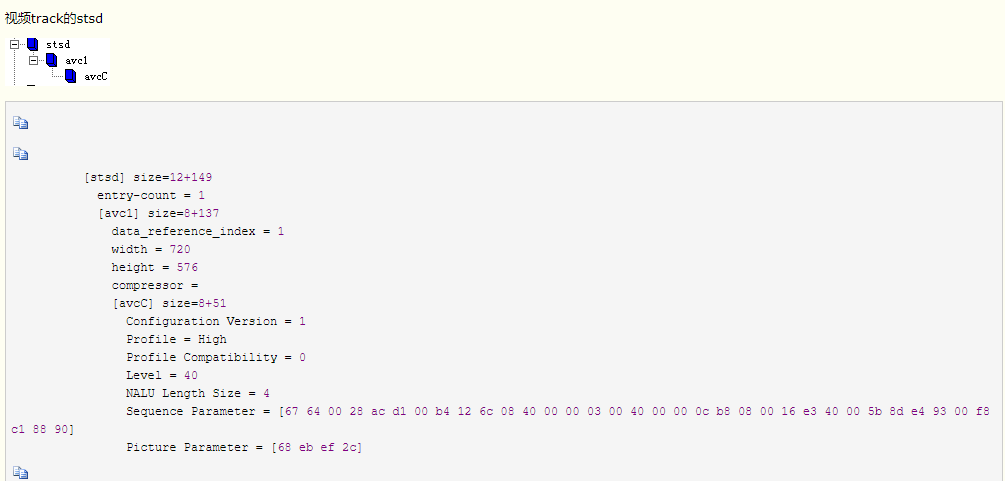 视频track的stsd
stsd
avc1
avcC
[stsd] size=12+149
entry-count = 1
[avc1] size=8+137
data_reference_index = 1
width = 720
height = 576
compressor =
[avcC] size=8+51
Configuration Version = 1
Profile = High
Profile Compatibility = 0
Level = 40
NALU Length Size = 4
Sequence Parameter = [67 64 00 28 ac d1 00 b4 12 6c 08 40 00 00 03 00 40 00 00 0c b8 08 00 16 e3 40 00 5b 8d e4 93 00 f8
c1 88 90]
Picture Parameter = [68 eb ef 2c]